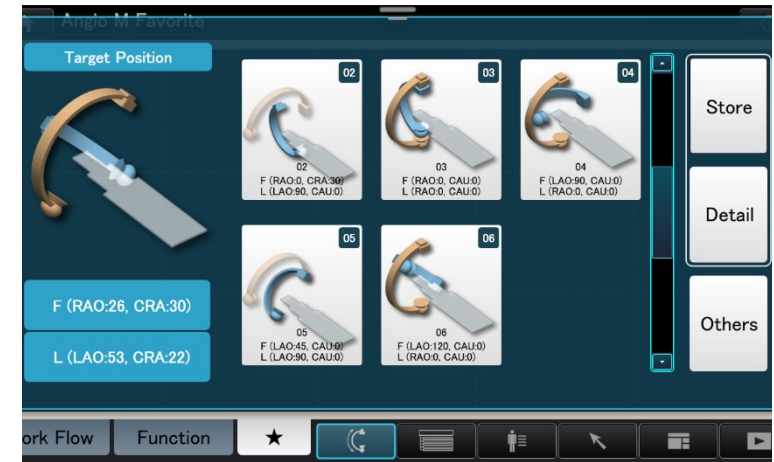 Angio M Favorite
Target Position
F (RAO:26, CRA:30)
L (LAO:53, CRA:22)
02
02
F (RAO:0, CRA:30)
L (LAO:90, CAU:0)
03
03
F (RAO:0, CAU:0)
L (RAO:0, CAU:0)
04
04
F (LAO:90, CAU:0)
L (RAO:0, CAU:0)
05
05
F (LAO:45, CAU:0)
L (LAO:90, CAU:0)
06
06
F (LAO:120, CAU:0)
L (RAO:0, CAU:0)
Store
Detail
Others
ork Flow
Function